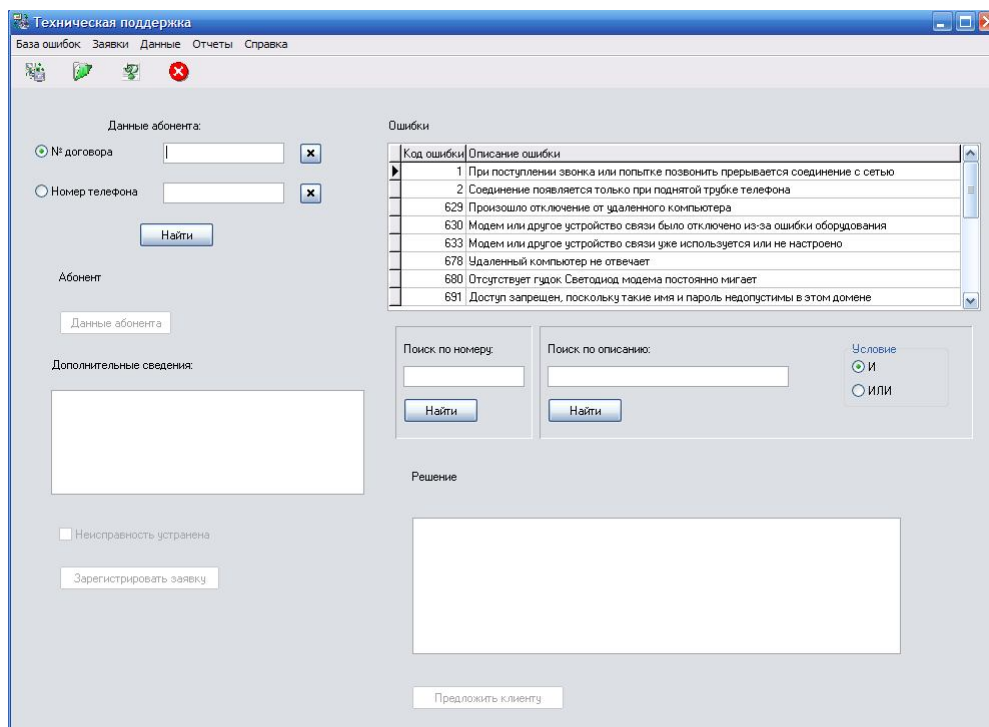 Техническая поддержка
База ошибок Заявки Данные Отчеты Справка
Данные абонента:
№ договора
Номер телефона
Найти
Абонент
Данные абонента
Дополнительные сведения:
Неисправность устранена
Зарегистрировать заявку
Ошибки
Код ошибки Описание ошибки
1 При поступлении звонка или попытке позвонить прерывается соединение с сетью
2 Соединение появляется только при поднятой трубке телефона
629 Произошло отключение от удаленного компьютера
630 Модем или другое устройство связи было отключено из-за ошибки оборудования
633 Модем или другое устройство связи уже используется или не настроено
678 Удаленный компьютер не отвечает
680 Отсутствует гудок Светодиод модема постоянно мигает
691 Доступ запрещен, поскольку такие имя и пароль недопустимы в этом домене
Поиск по номеру:
Найти
Поиск по описанию:
Найти
Условие
И
ИЛИ
Решение
Предложить клиенту